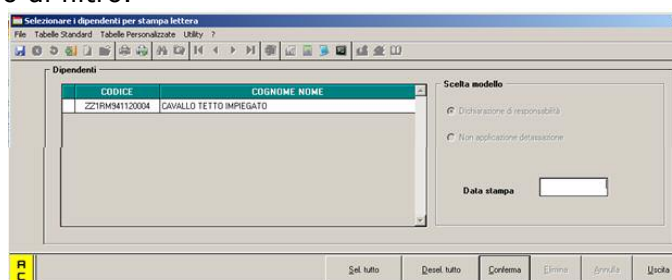 o di filtro.
Selezionare i dipendenti per stampa lettera
File Tabelle Standard Tabelle Personalizzate Utility ?
Dipendenti
CODICE COGNOME NOME
ZZ1RM941120004 CAVALLO TETTO IMPIEGATO
Scelta modello
Dichiarazione di responsabilità
Non applicazione detassazione
Data stampa
A
C
Sel. tutto Desel. tutto Conferma Elimina Annulla Uscita